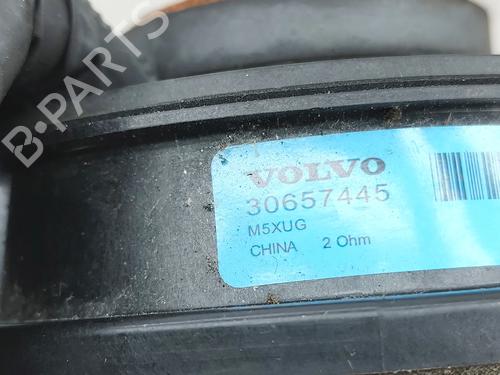 B-PARTS
VOLVO
30657445
M5XUG
CHINA 2 Ohm